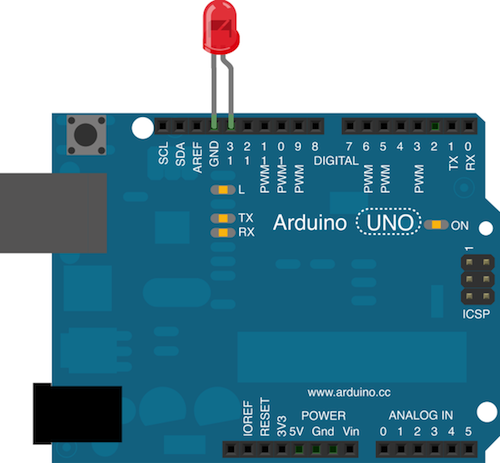 SCL
SDA
AREF
GND
13
12
PWM 11
PWM 10
PWM 9
8
DIGITAL
7
PWM 6
PWM 5
4
PWM 3
2
TX 1
RX 0
L
TX
RX
Arduino UNO
ON
1
ICSP
www.arduino.cc
IOREF
RESET
3V3
POWER
5V Gnd Vin
ANALOG IN
0 1 2 3 4 5